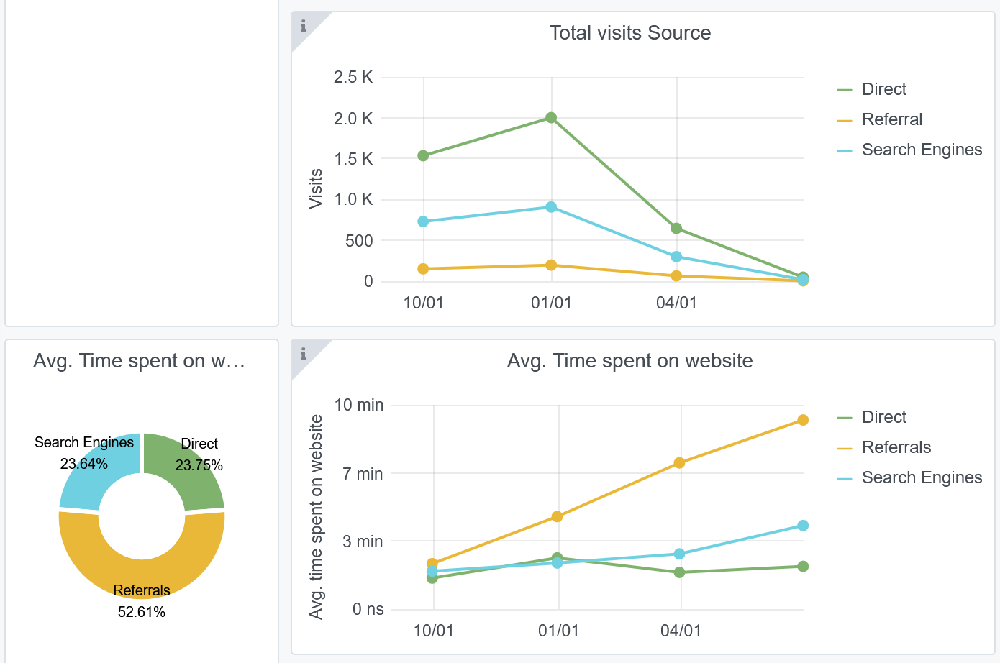 i
Total visits Source
2.5 K
2.0 K
1.5 K
1.0 K
500
0
Visits
10/01 01/01 04/01
Direct
Referral
Search Engines
Avg. Time spent on w…
Search Engines
23.64%
Direct
23.75%
Referrals
52.61%
i
Avg. Time spent on website
10 min
7 min
3 min
0 ns
Avg. time spent on website
10/01 01/01 04/01
Direct
Referrals
Search Engines